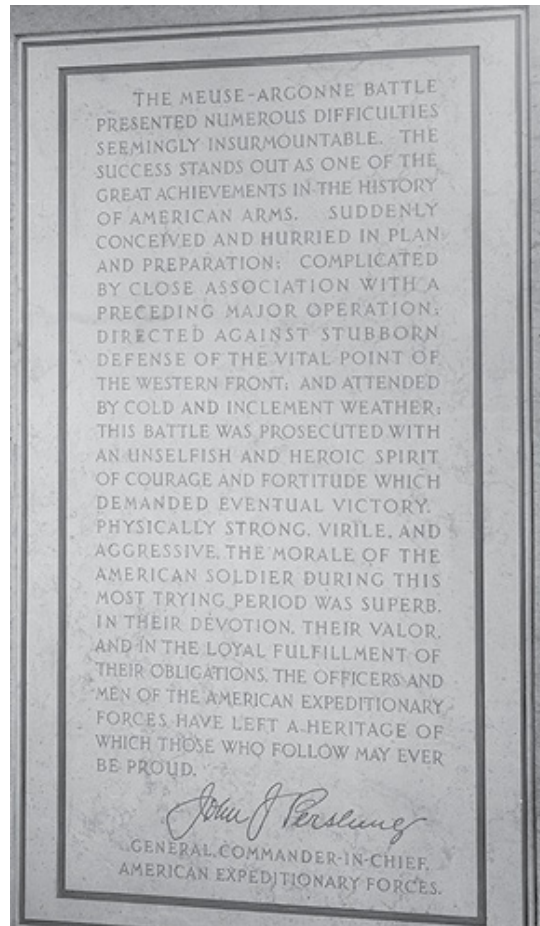 THE MEUSE-ARGONNE BATTLE
PRESENTED NUMEROUS DIFFICULTIES
SEEMINGLY INSURMOUNTABLE. THE
SUCCESS STANDS OUT AS ONE OF THE
GREAT ACHIEVEMENTS IN THE HISTORY
OF AMERICAN ARMS. SUDDENLY
CONCEIVED AND HURRIED IN PLAN
AND PREPARATION; COMPLICATED
BY CLOSE ASSOCIATION WITH A
PRECEDING MAJOR OPERATION;
DIRECTED AGAINST STUBBORN
DEFENSE OF THE VITAL POINT OF
THE WESTERN FRONT; AND ATTENDED
BY COLD AND INCLEMENT WEATHER;
THIS BATTLE WAS PROSECUTED WITH
AN UNSELFISH AND HEROIC SPIRIT
OF COURAGE AND FORTITUDE WHICH
DEMANDED EVENTUAL VICTORY.
PHYSICALLY STRONG, VIRILE, AND
AGGRESSIVE, THE MORALE OF THE
AMERICAN SOLDIER DURING THIS
MOST TRYING PERIOD WAS SUPERB.
IN THEIR DEVOTION, THEIR VALOR,
AND IN THE LOYAL FULFILLMENT OF
THEIR OBLIGATIONS, THE OFFICERS AND
MEN OF THE AMERICAN EXPEDITIONARY
FORCES HAVE LEFT A HERITAGE OF
WHICH THOSE WHO FOLLOW MAY EVER
BE PROUD.
John J Pershing
GENERAL, COMMANDER-IN-CHIEF,
AMERICAN EXPEDITIONARY FORCES.